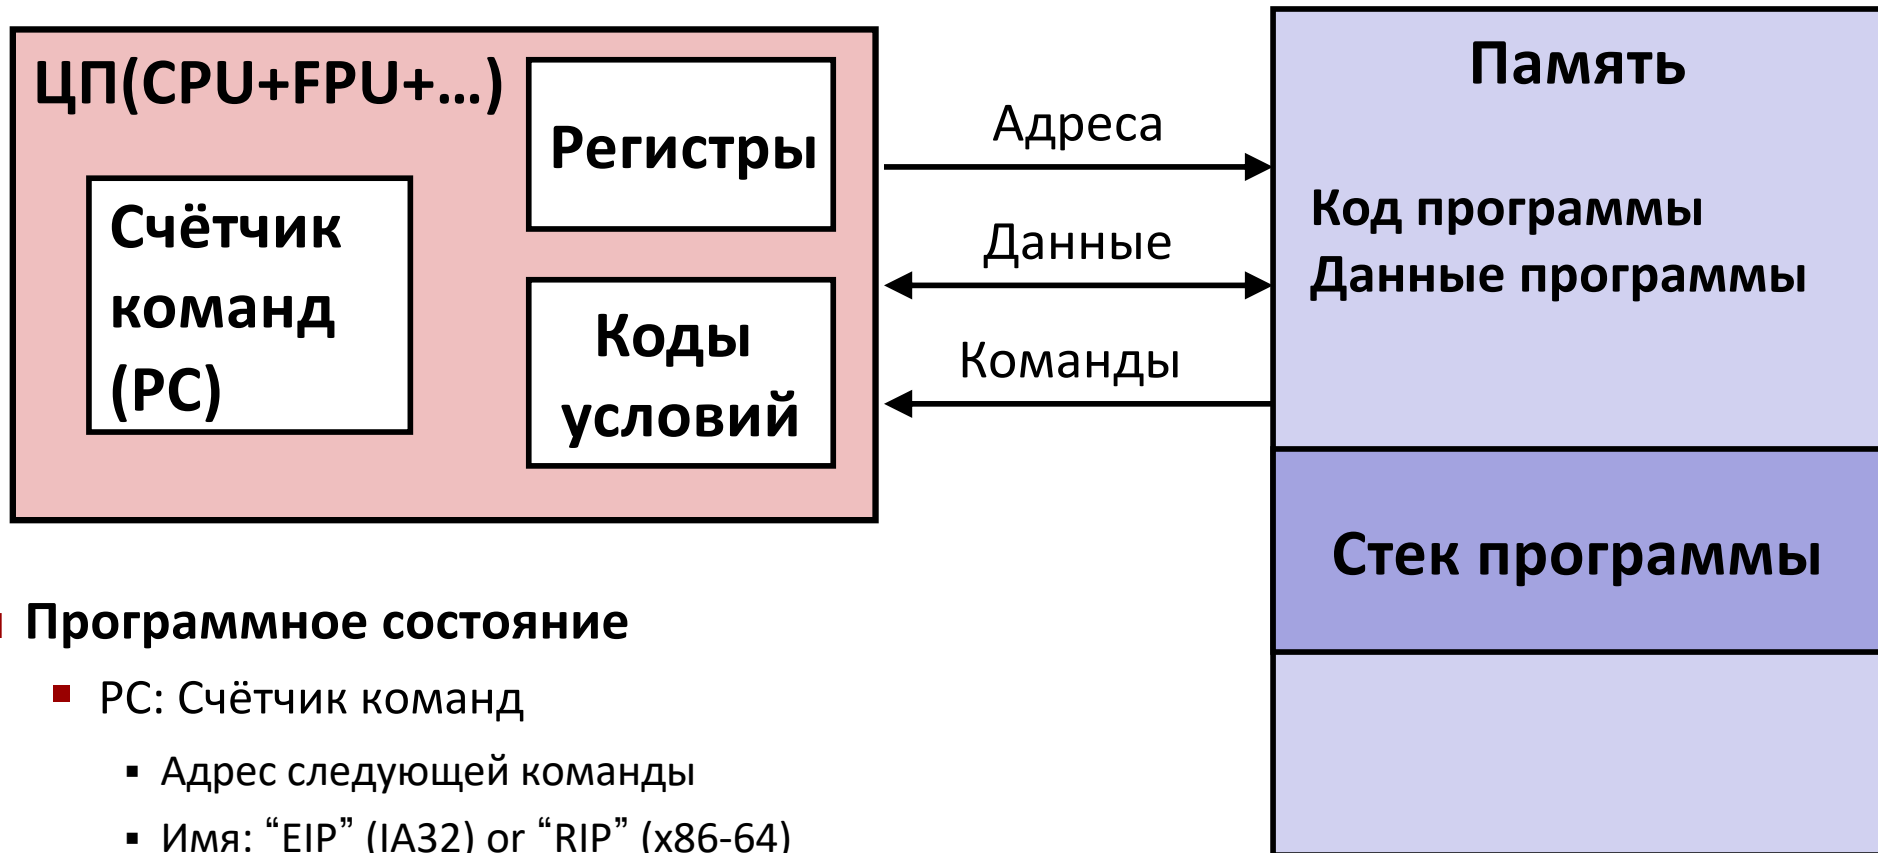 ЦП(CPU+FPU+…)
Регистры
Счётчик
команд
(PC)
Коды
условий
Адреса
Данные
Команды
Память
Код программы
Данные программы
Стек программы
Программное состояние
PC: Счётчик команд
Адрес следующей команды
Имя: “EIP” (IA32) or “RIP” (x86-64)